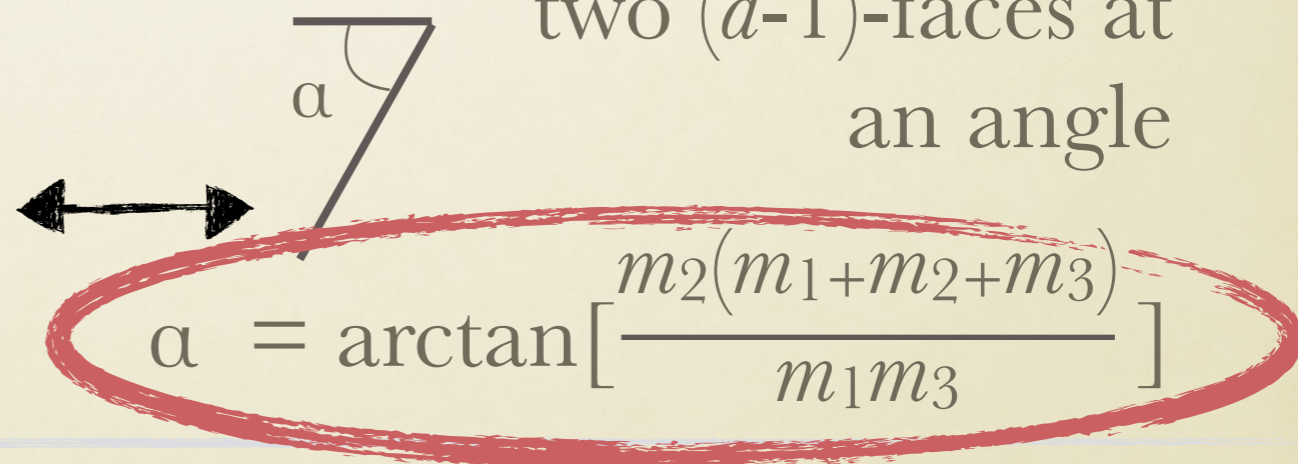 two (d-1)-faces at
α
an angle
α = arctan[m2(m1+m2+m3)/m1m3]